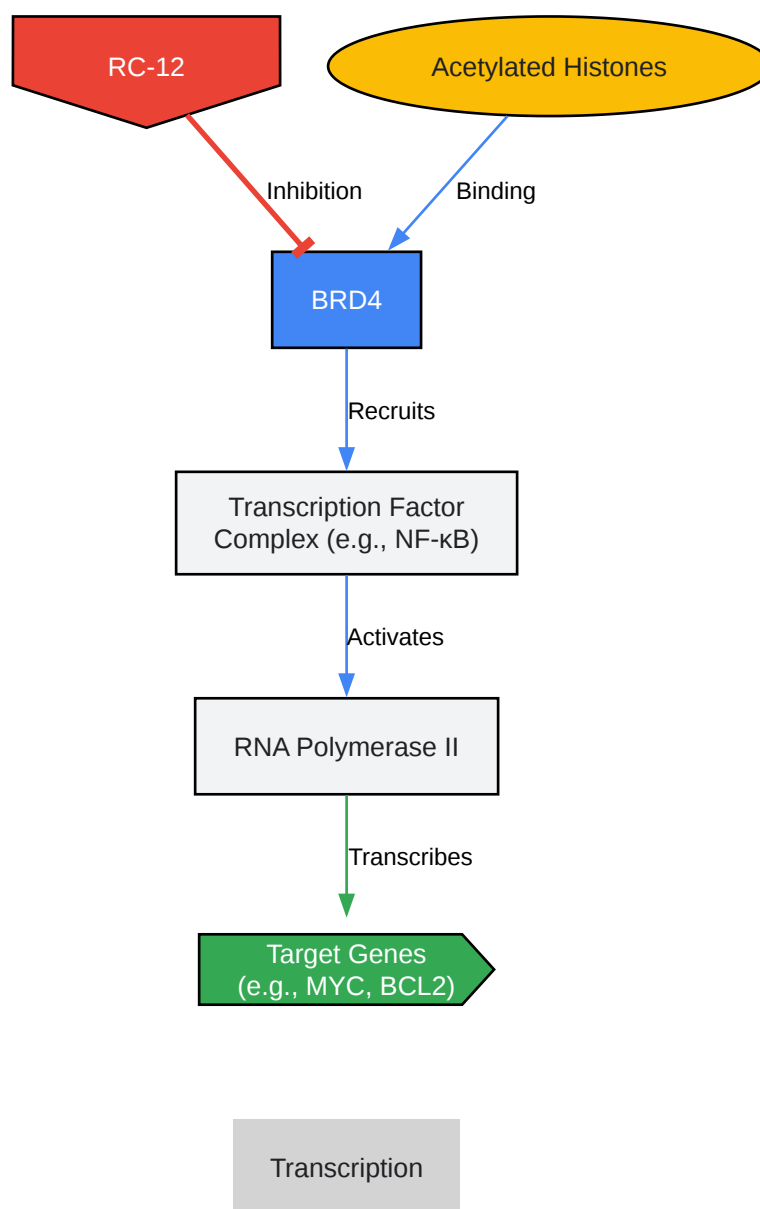 RC-12
Acetylated Histones
Inhibition
Binding
BRD4
Recruits
Transcription Factor
Complex (e.g., NF-κB)
Activates
RNA Polymerase II
Transcribes
Target Genes
(e.g., MYC, BCL2)
Transcription